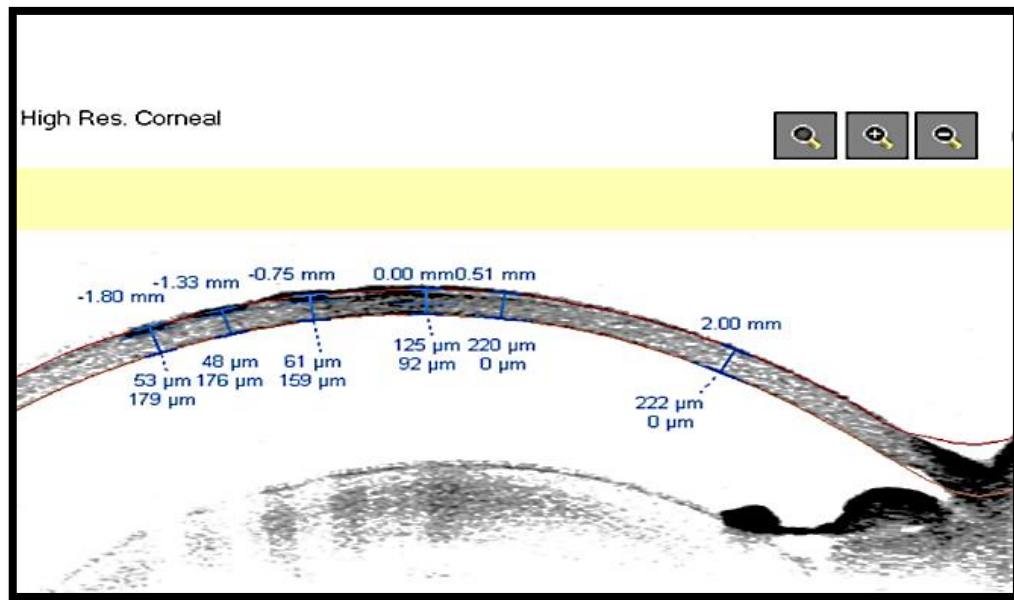 High Res. Corneal
-1.80 mm
-1.33 mm
-0.75 mm
0.00 mm
0.51 mm
2.00 mm
53 µm
179 µm
48 µm
176 µm
61 µm
159 µm
125 µm
92 µm
220 µm
0 µm
222 µm
0 µm